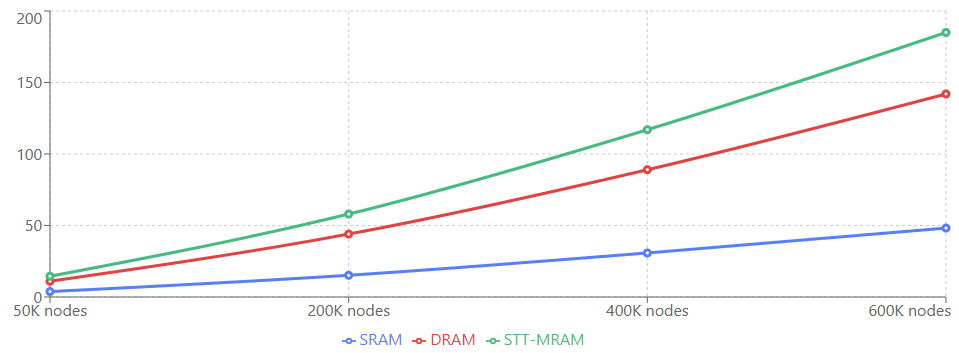 200
150
100
50
0
50K nodes
200K nodes
400K nodes
600K nodes
SRAM DRAM STT-MRAM